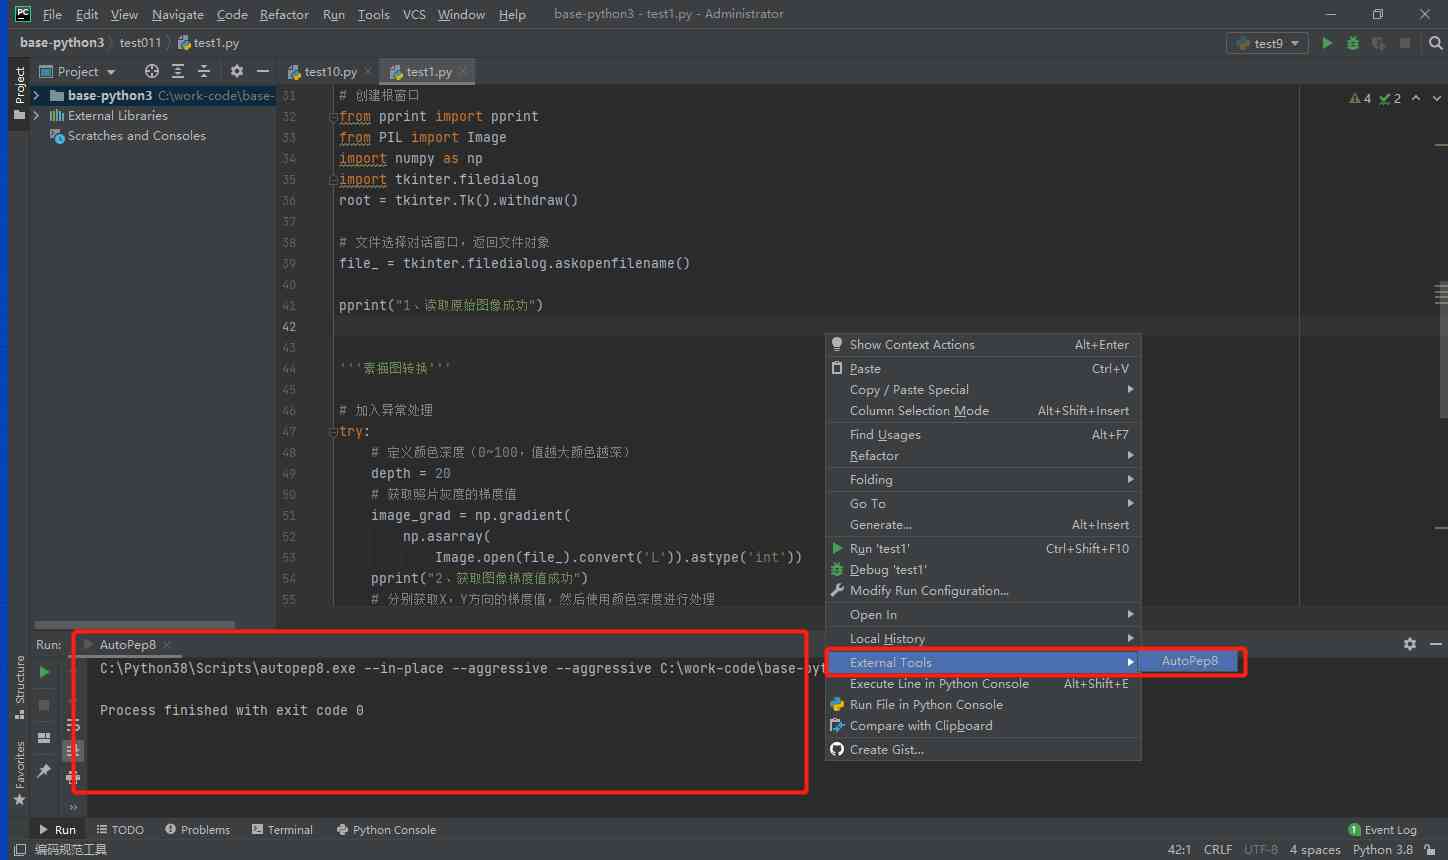 PC File Edit View Navigate Code Refactor Run Tools VCS Window Help base-python3 - test1.py - Administrator
base-python3 test011 test1.py test9
Project test10.py test1.py
Project
base-python3 C:\work-code\base-
External Libraries
Scratches and Consoles
4 2
31 # 创建根窗口
32 from pprint import pprint
33 from PIL import Image
34 import numpy as np
35 import tkinter.filedialog
36 root = tkinter.Tk().withdraw()
37
38 # 文件选择对话窗口，返回文件对象
39 file_ = tkinter.filedialog.askopenfilename()
40
41 pprint("1、读取原始图像成功")
42
43
44 '''素描图转换'''
45
46 # 加入异常处理
47 try:
48 # 定义颜色深度（0~100，值越大颜色越深）
49 depth = 20
50 # 获取照片灰度的梯度值
51 image_grad = np.gradient(
52 np.asarray(
53 Image.open(file_).convert('L')).astype('int'))
54 pprint("2、获取图像梯度值成功")
55 # 分别获取X，Y方向的梯度值，然后使用颜色深度进行处理
Show Context Actions Alt+Enter
Paste Ctrl+V
Copy / Paste Special
Column Selection Mode Alt+Shift+Insert
Find Usages Alt+F7
Refactor
Folding
Go To
Generate... Alt+Insert
Run 'test1' Ctrl+Shift+F10
Debug 'test1'
Modify Run Configuration...
Open In
Local History
External Tools AutoPep8
Execute Line in Python Console Alt+Shift+E
Run File in Python Console
Compare with Clipboard
Create Gist...
Run: AutoPep8
C:\Python38\Scripts\autopep8.exe --in-place --aggressive --aggressive C:\work-code\base-pyt
Process finished with exit code 0
Structure
Favorites
»
Run TODO Problems Terminal Python Console 1 Event Log
编码规范工具 42:1 CRLF UTF-8 4 spaces Python 3.8